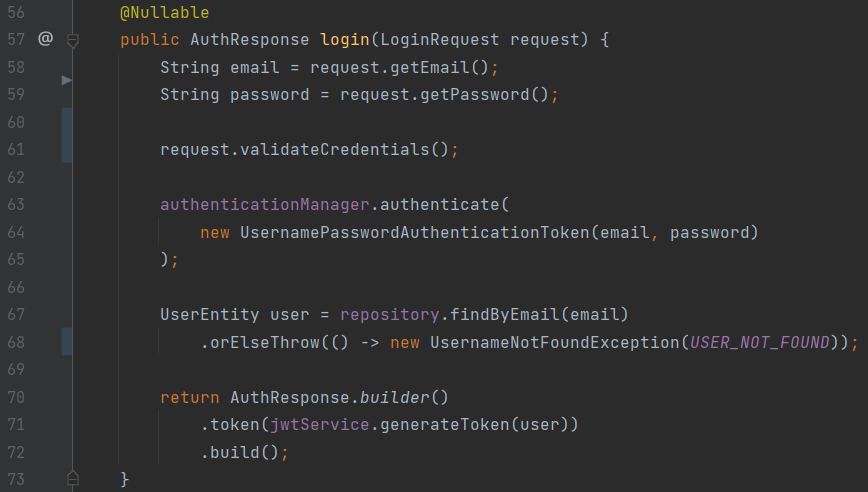 56 @Nullable
57 @ public AuthResponse login(LoginRequest request) {
58 String email = request.getEmail();
59 String password = request.getPassword();
60
61 request.validateCredentials();
62
63 authenticationManager.authenticate(
64 new UsernamePasswordAuthenticationToken(email, password)
65 );
66
67 UserEntity user = repository.findByEmail(email)
68 .orElseThrow(() -> new UsernameNotFoundException(USER_NOT_FOUND));
69
70 return AuthResponse.builder()
71 .token(jwtService.generateToken(user))
72 .build();
73 }